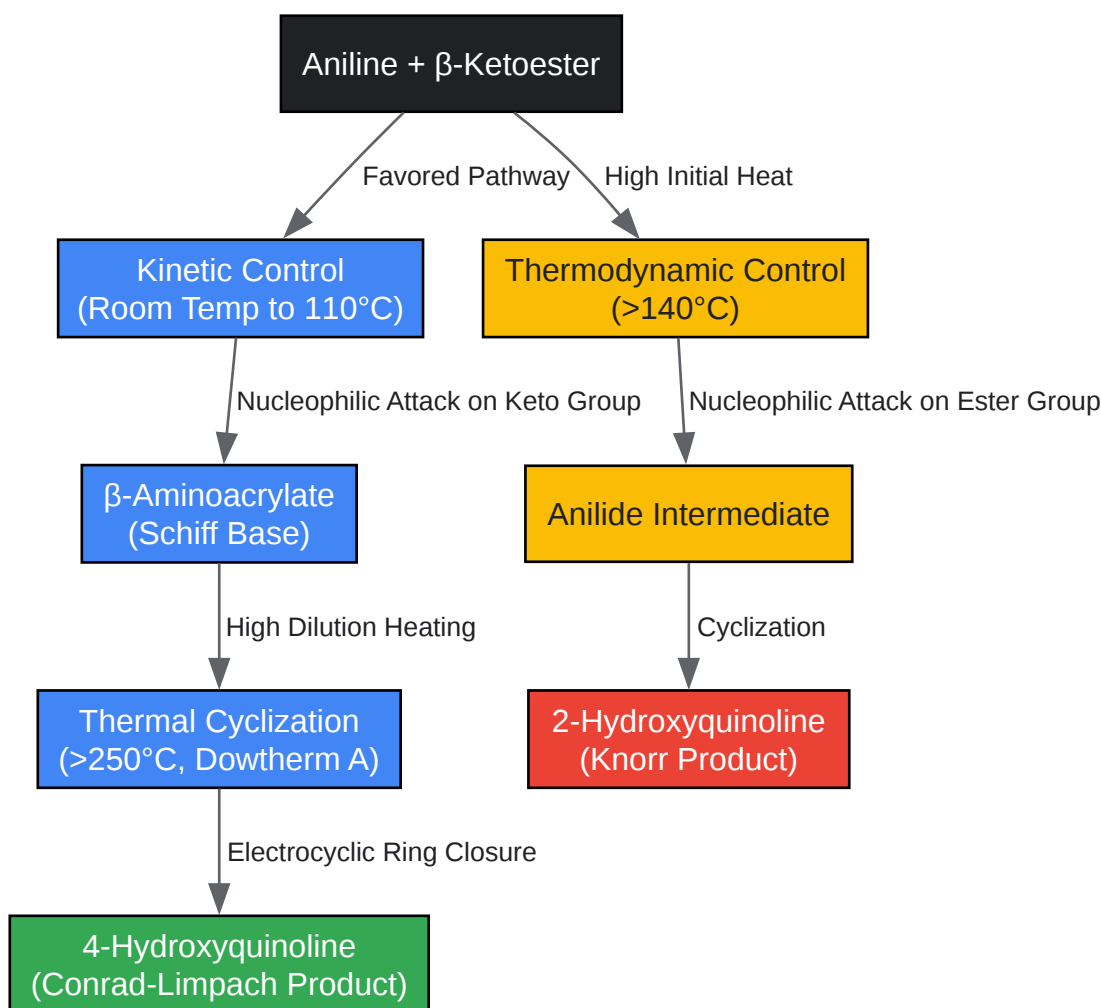 Aniline + β-Ketoester
Favored Pathway
High Initial Heat
Kinetic Control
(Room Temp to 110°C)
Thermodynamic Control
(>140°C)
Nucleophilic Attack on Keto Group
Nucleophilic Attack on Ester Group
β-Aminoacrylate
(Schiff Base)
Anilide Intermediate
High Dilution Heating
Cyclization
Thermal Cyclization
(>250°C, Dowtherm A)
2-Hydroxyquinoline
(Knorr Product)
Electrocyclic Ring Closure
4-Hydroxyquinoline
(Conrad-Limpach Product)